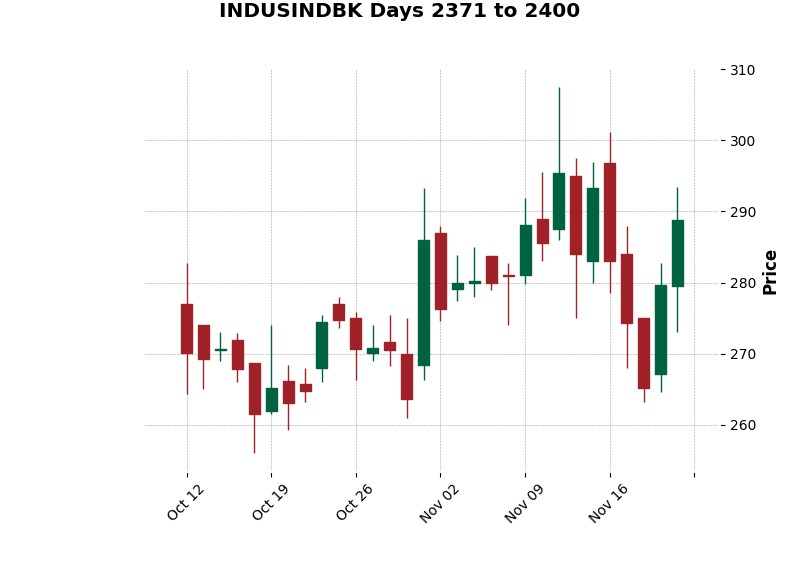 INDUSINDBK Days 2371 to 2400
310
300
290
280
270
260
Price
Oct 12
Oct 19
Oct 26
Nov 02
Nov 09
Nov 16